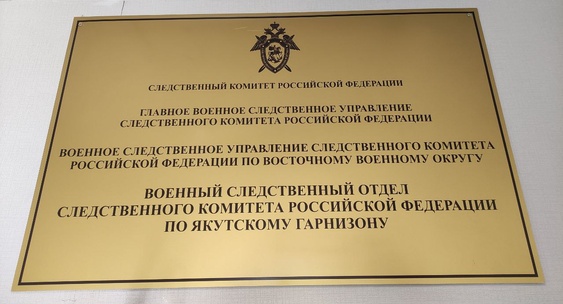 СЛЕДСТВЕННЫЙ КОМИТЕТ РОССИЙСКОЙ ФЕДЕРАЦИИ
ГЛАВНОЕ ВОЕННОЕ СЛЕДСТВЕННОЕ УПРАВЛЕНИЕ
СЛЕДСТВЕННОГО КОМИТЕТА РОССИЙСКОЙ ФЕДЕРАЦИИ
ВОЕННОЕ СЛЕДСТВЕННОЕ УПРАВЛЕНИЕ СЛЕДСТВЕННОГО КОМИТЕТА
РОССИЙСКОЙ ФЕДЕРАЦИИ ПО ВОСТОЧНОМУ ВОЕННОМУ ОКРУГУ
ВОЕННЫЙ СЛЕДСТВЕННЫЙ ОТДЕЛ
СЛЕДСТВЕННОГО КОМИТЕТА РОССИЙСКОЙ ФЕДЕРАЦИИ
ПО ЯКУТСКОМУ ГАРНИЗОНУ